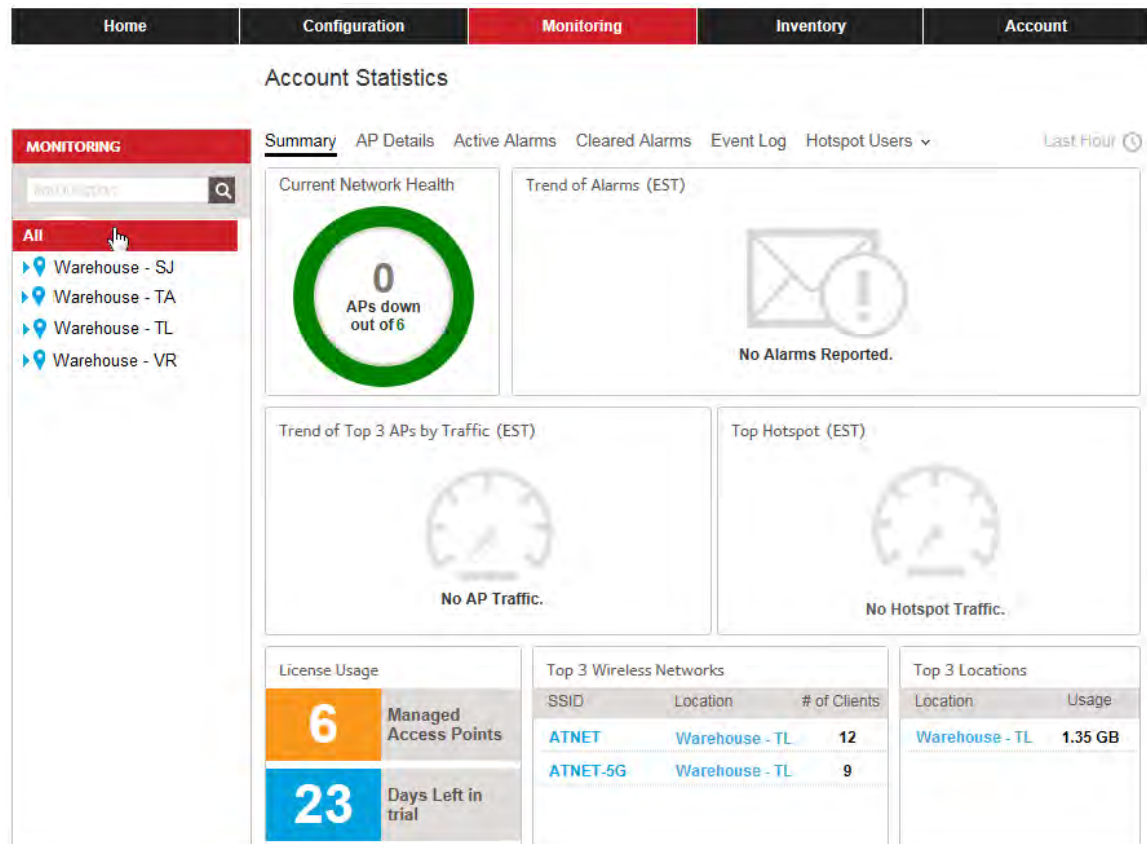 Home Configuration Monitoring Inventory Account
Account Statistics
MONITORING
Summary AP Details Active Alarms Cleared Alarms Event Log Hotspot Users Last Hour
All
Warehouse - SJ
Warehouse - TA
Warehouse - TL
Warehouse - VR
Current Network Health
0
APs down
out of 6
Trend of Alarms (EST)
No Alarms Reported.
Trend of Top 3 APs by Traffic (EST)
No AP Traffic.
Top Hotspot (EST)
No Hotspot Traffic.
License Usage
6
Managed
Access Points
23
Days Left in
trial
Top 3 Wireless Networks
SSID Location # of Clients
ATNET Warehouse - TL 12
ATNET-5G Warehouse - TL 9
Top 3 Locations
Location Usage
Warehouse - TL 1.35 GB